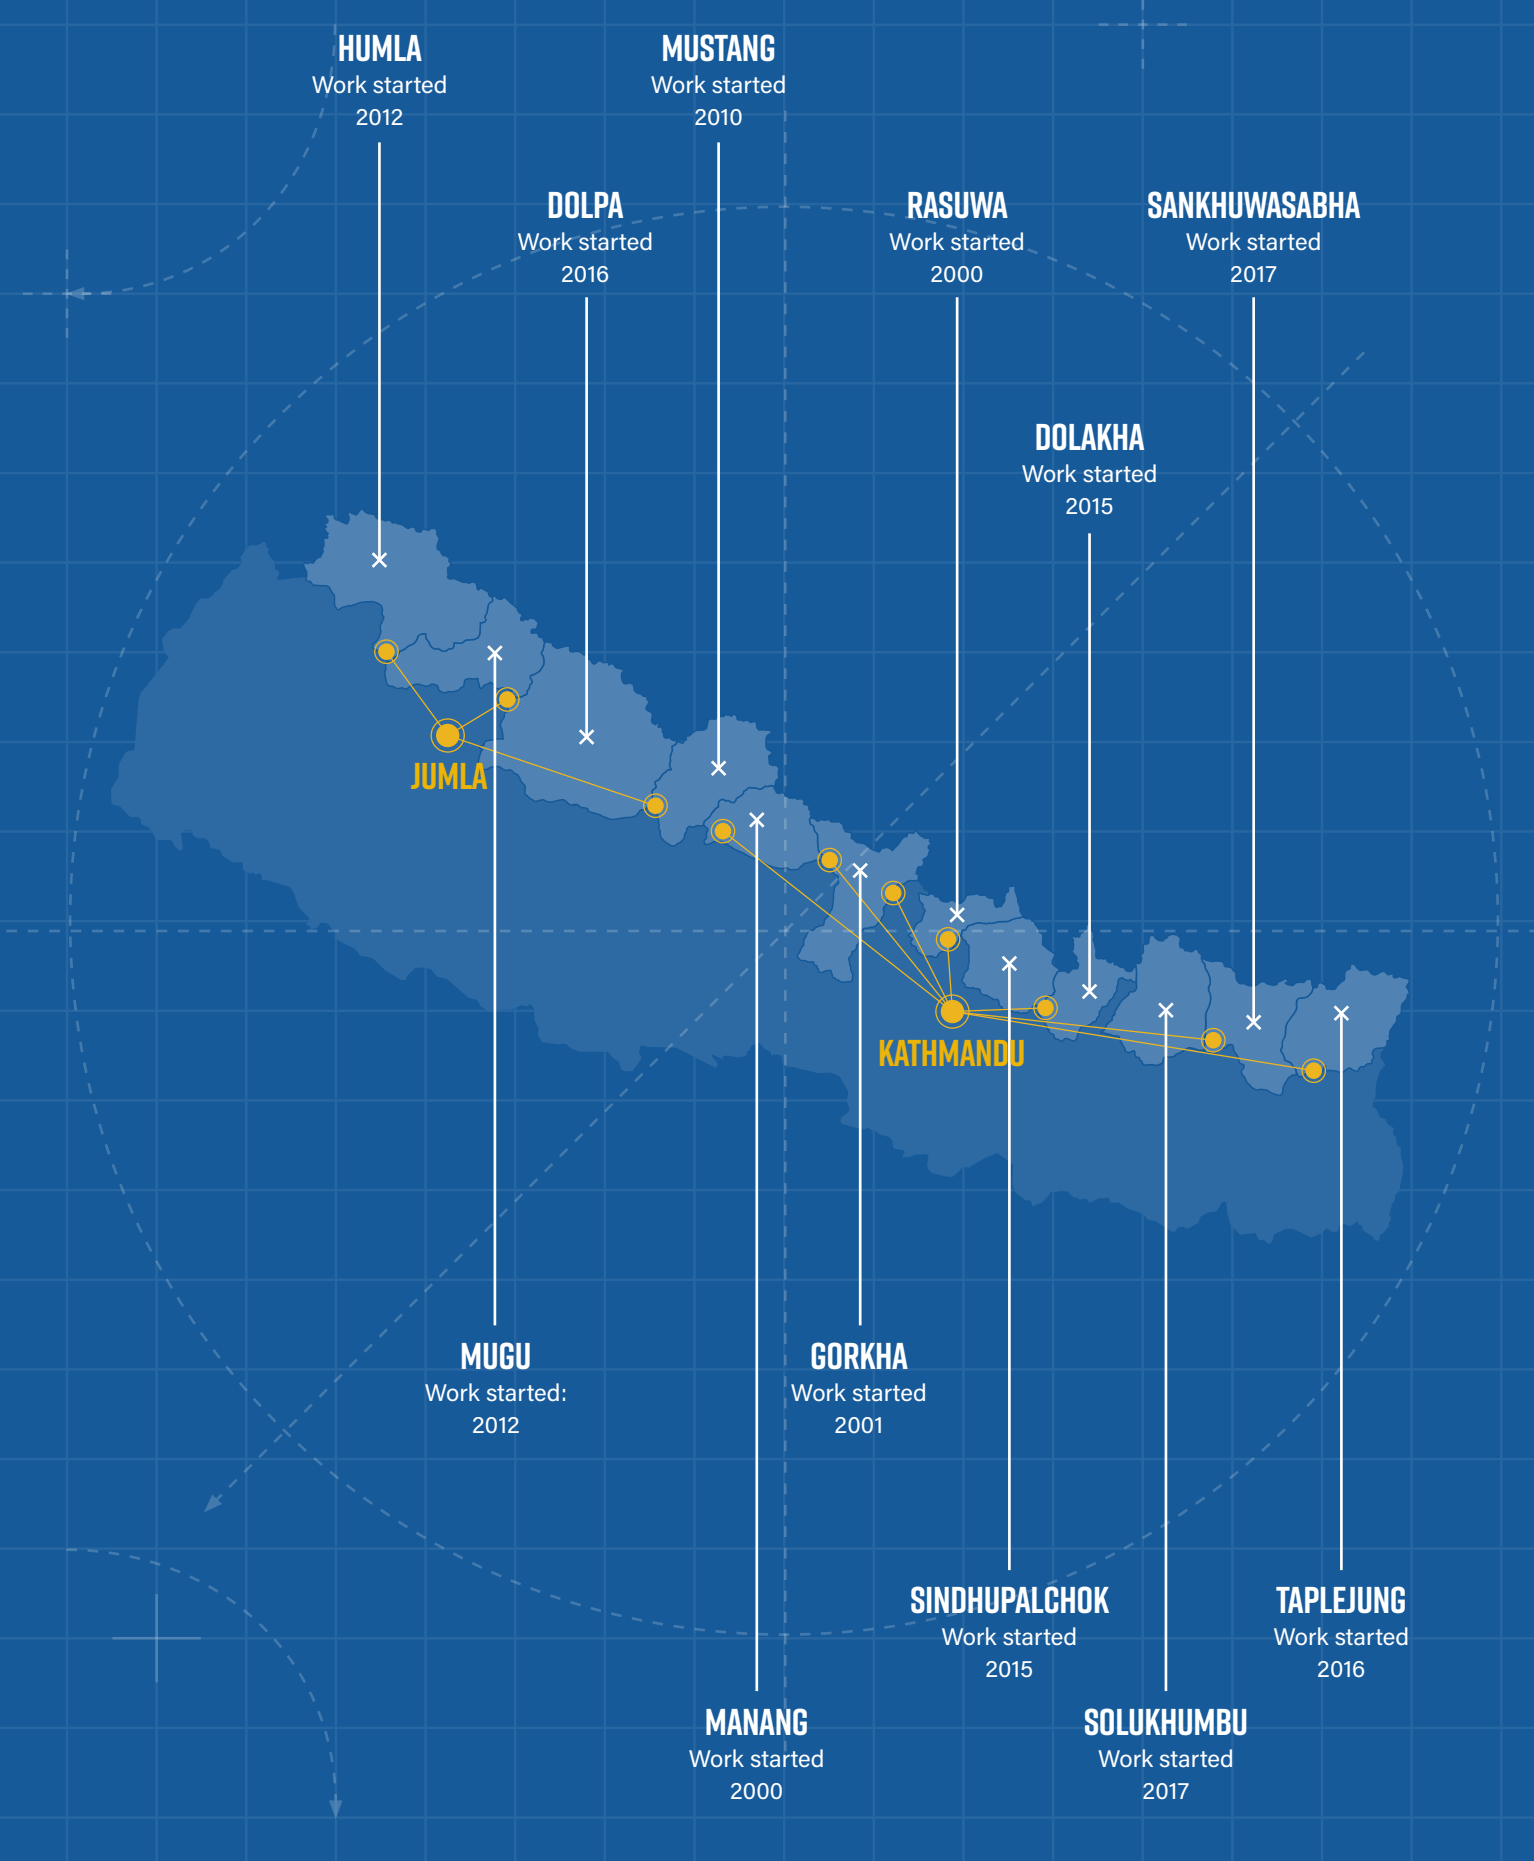 HUMLA
Work started
2012
MUSTANG
Work started
2010
DOLPA
Work started
2016
RASUWA
Work started
2000
SANKHUWASABHA
Work started
2017
DOLAKHA
Work started
2015
JUMLA
KATHMANDU
MUGU
Work started:
2012
GORKHA
Work started
2001
SINDHUPALCHOK
Work started
2015
TAPLEJUNG
Work started
2016
MANANG
Work started
2000
SOLUKHUMBU
Work started
2017